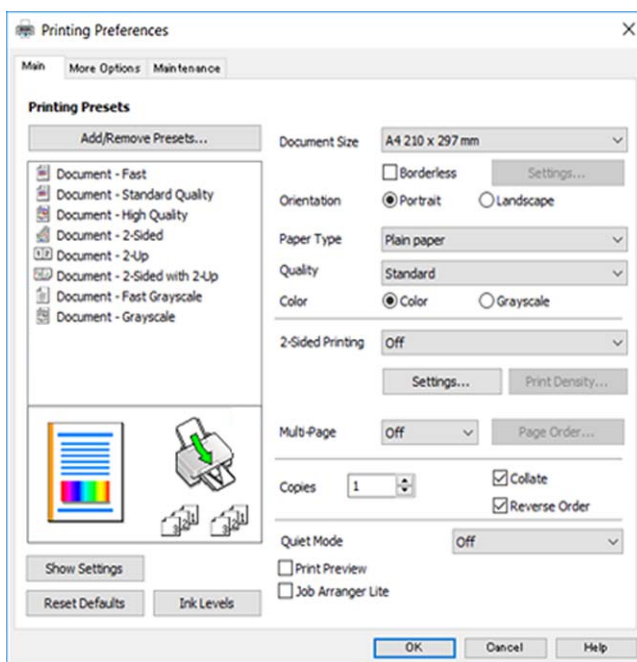 Printing Preferences
Main More Options Maintenance
Printing Presets
Add/Remove Presets...
Document - Fast
Document - Standard Quality
Document - High Quality
Document - 2-Sided
Document - 2-Up
Document - 2-Sided with 2-Up
Document - Fast Grayscale
Document - Grayscale
Show Settings
Reset Defaults Ink Levels
Document Size A4 210 x 297 mm
Borderless Settings...
Orientation Portrait Landscape
Paper Type Plain paper
Quality Standard
Color Color Grayscale
2-Sided Printing Off
Settings... Print Density...
Multi-Page Off Page Order...
Copies 1 Collate
Reverse Order
Quiet Mode Off
Print Preview
Job Arranger Lite
OK Cancel Help